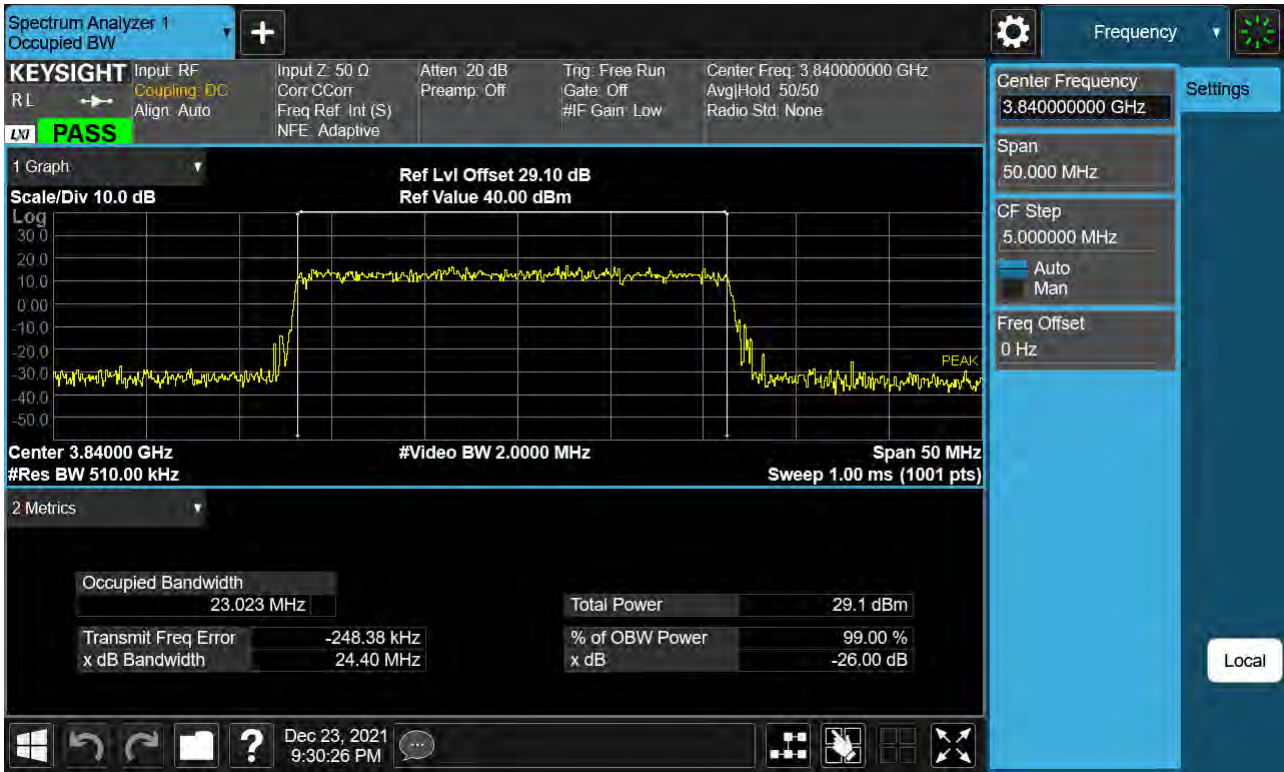 Spectrum Analyzer 1
Occupied BW
+
Frequency
KEYSIGHT
R L
LXI
PASS
Input: RF
Coupling: DC
Align: Auto
Input Z: 50 Ω
Corr CCorr
Freq Ref: Int (S)
NFE: Adaptive
Atten: 20 dB
Preamp: Off
Trig: Free Run
Gate: Off
#IF Gain: Low
Center Freq: 3.840000000 GHz
Avg|Hold: 50/50
Radio Std: None
Center Frequency
3.840000000 GHz
Settings
Span
50.000 MHz
CF Step
5.000000 MHz
Auto
Man
Freq Offset
0 Hz
1 Graph
Scale/Div 10.0 dB
Ref Lvl Offset 29.10 dB
Ref Value 40.00 dBm
Log
30.0
20.0
10.0
0.00
-10.0
-20.0
-30.0
-40.0
-50.0
PEAK
Center 3.84000 GHz
#Video BW 2.0000 MHz
Span 50 MHz
#Res BW 510.00 kHz
Sweep 1.00 ms (1001 pts)
2 Metrics
Occupied Bandwidth
23.023 MHz
Total Power 29.1 dBm
Transmit Freq Error -248.38 kHz
% of OBW Power 99.00 %
x dB Bandwidth 24.40 MHz
x dB -26.00 dB
Local
?
Dec 23, 2021
9:30:26 PM